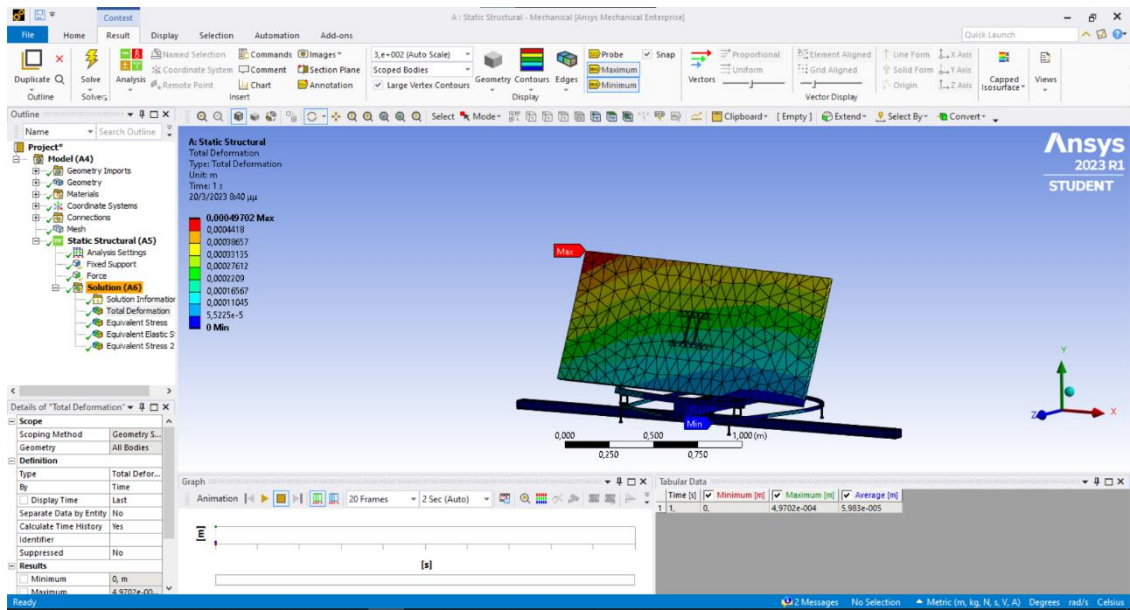 Context
A : Static Structural - Mechanical [Ansys Mechanical Enterprise]
File Home Result Display Selection Automation Add-ons
Quick Launch
Duplicate Q
Outline
Solve
Solvers
Analysis
Named Selection
Coordinate System
Remote Point
Commands
Comment
Chart
Images
Section Plane
Annotation
Insert
3,e+002 (Auto Scale)
Scoped Bodies
Large Vertex Contours
Geometry Contours Edges
Display
Probe
Maximum
Minimum
Snap
Vectors
Proportional
Uniform
Element Aligned
Grid Aligned
Line Form
Solid Form
Origin
X Axis
Y Axis
Z Axis
Vector Display
Capped
Isosurface
Views
Outline
Name
Search Outline
Select Mode
Clipboard [ Empty ] Extend Select By Convert
Project*
Model (A4)
Geometry Imports
Geometry
Materials
Coordinate Systems
Connections
Mesh
Static Structural (A5)
Analysis Settings
Fixed Support
Force
Solution (A6)
Solution Information
Total Deformation
Equivalent Stress
Equivalent Elastic S
Equivalent Stress 2
A: Static Structural
Total Deformation
Type: Total Deformation
Unit: m
Time: 1 s
20/3/2023 8:40 μμ
0,00049702 Max
0,0004418
0,00038657
0,00033135
0,00027612
0,0002209
0,00016567
0,00011045
5,5225e-5
0 Min
Max
Min
0,000 0,500 1,000 (m)
0,250 0,750
Ansys
2023 R1
STUDENT
Y
X
Z
Details of "Total Deformation"
Scope
Scoping Method Geometry S...
Geometry All Bodies
Definition
Type Total Defor...
By Time
Display Time Last
Separate Data by Entity No
Calculate Time History Yes
Identifier
Suppressed No
Results
Minimum 0, m
Maximum 4,9702e-00...
Graph
Animation 20 Frames 2 Sec (Auto)
[s]
Tabular Data
Time [s] Minimum [m] Maximum [m] Average [m]
1 1, 0, 4,9702e-004 5,983e-005
Ready
2 Messages No Selection Metric (m, kg, N, s, V, A) Degrees rad/s Celsius